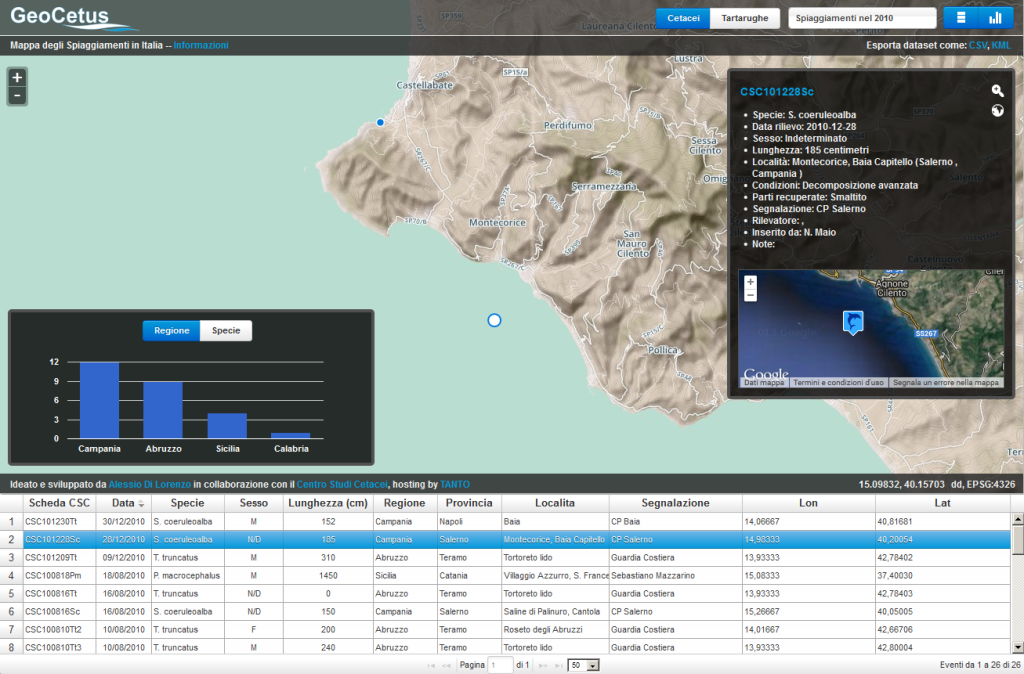 GeoCetus
Cetacei Tartarughe Spiaggiamenti nel 2010
Mappa degli Spiaggiamenti in Italia -- Informazioni
Esporta dataset come: CSV, KML
+
-
SP359
Laureana Cilento
Lustra
SP15/a
Castellabate
Perdifumo
Sessa
Cilento
Serramezzana
SP267/C
SP70/B
Montecorice
San
Mauro
Cilento
SP267/C
SP15/C
Pollica
SP161
CSC101228Sc
• Specie: S. coeruleoalba
• Data rilievo: 2010-12-28
• Sesso: Indeterminato
• Lunghezza: 185 centimetri
• Località: Montecorice, Baia Capitello (Salerno ,
Campania )
• Condizioni: Decomposizione avanzata
• Parti recuperate: Smaltito
• Segnalazione: CP Salerno
• Rilevatore: ,
• Inserito da: N. Maio
• Note:
+
−
Agnone
Cilento
SS267
Google
Dati mappa Termini e condizioni d'uso Segnala un errore nella mappa
Regione Specie
12
9
6
3
0
Campania Abruzzo Sicilia Calabria
Ideato e sviluppato da Alessio Di Lorenzo in collaborazione con il Centro Studi Cetacei, hosting by TANTO
15.09832, 40.15703 dd, EPSG:4326
Scheda CSC Data Specie Sesso Lunghezza (cm) Regione Provincia Localita Segnalazione Lon Lat
1 CSC101230Tt 30/12/2010 S. coeruleoalba M 152 Campania Napoli Baia CP Baia 14,06667 40,81681
2 CSC101228Sc 28/12/2010 S. coeruleoalba N/D 185 Campania Salerno Montecorice, Baia Capitello CP Salerno 14,98333 40,20054
3 CSC101209Tt 09/12/2010 T. truncatus M 310 Abruzzo Teramo Tortoreto lido Guardia Costiera 13,93333 42,78402
4 CSC100818Pm 18/08/2010 P. macrocephalus M 1450 Sicilia Catania Villaggio Azzurro, S. France Sebastiano Mazzarino 15,08333 37,40030
5 CSC100816Tt 16/08/2010 T. truncatus N/D 0 Abruzzo Teramo Tortoreto lido Guardia Costiera 13,93333 42,78403
6 CSC100816Sc 16/08/2010 S. coeruleoalba N/D 150 Campania Salerno Saline di Palinuro, Cantola CP Salerno 15,26667 40,05005
7 CSC100810Tt2 10/08/2010 T. truncatus F 200 Abruzzo Teramo Roseto degli Abruzzi Guardia Costiera 14,01667 42,66706
8 CSC100810Tt3 10/08/2010 T. truncatus M 240 Abruzzo Teramo Tortoreto lido Guardia Costiera 13,93333 42,80004
Pagina 1 di 1 50
Eventi da 1 a 26 di 26